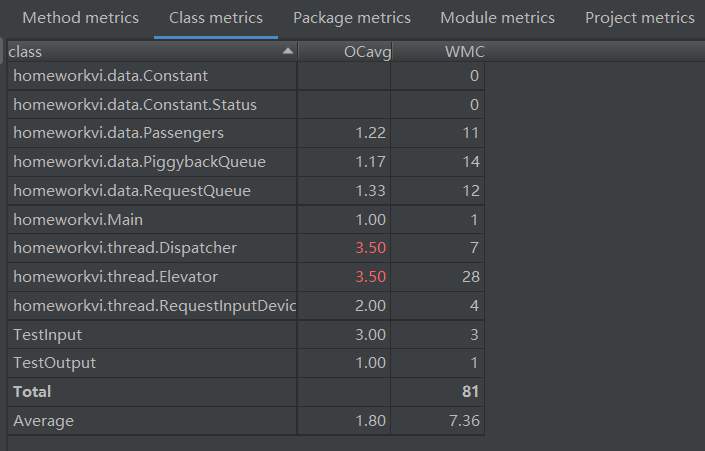 Method metrics Class metrics Package metrics Module metrics Project metrics
class OCavg WMC
homeworkvi.data.Constant 0
homeworkvi.data.Constant.Status 0
homeworkvi.data.Passengers 1.22 11
homeworkvi.data.PiggybackQueue 1.17 14
homeworkvi.data.RequestQueue 1.33 12
homeworkvi.Main 1.00 1
homeworkvi.thread.Dispatcher 3.50 7
homeworkvi.thread.Elevator 3.50 28
homeworkvi.thread.RequestInputDevic 2.00 4
TestInput 3.00 3
TestOutput 1.00 1
Total 81
Average 1.80 7.36